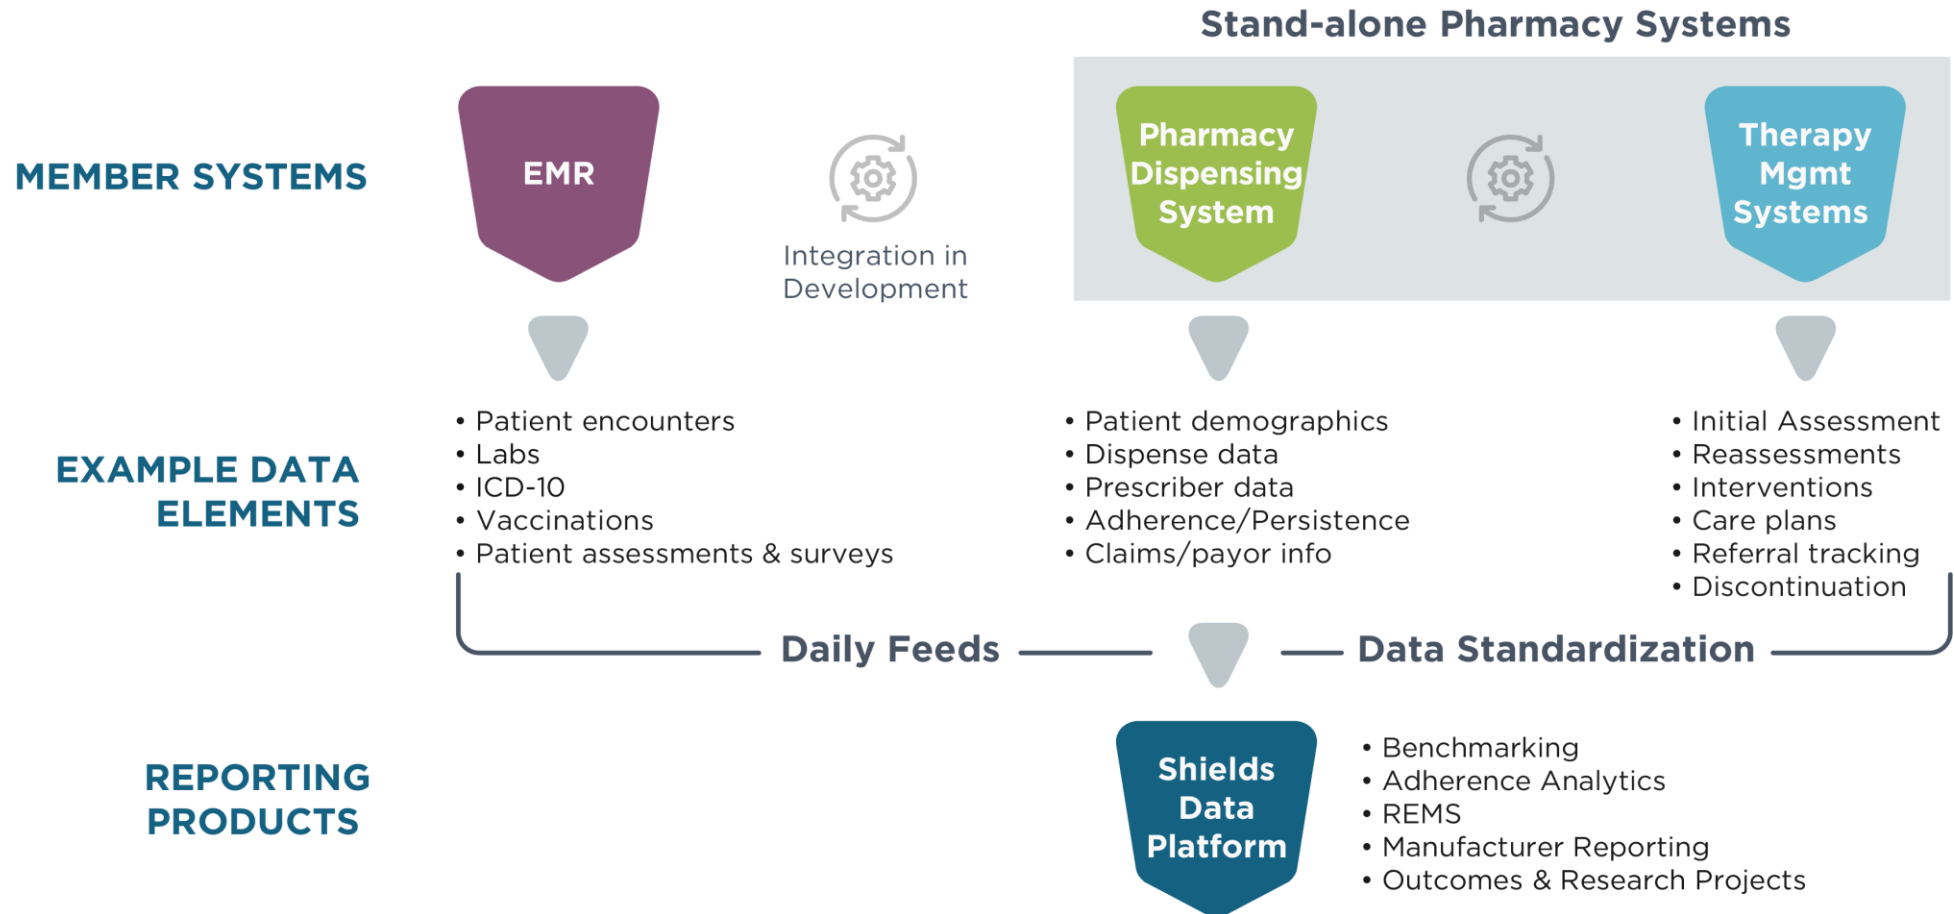 Stand-alone Pharmacy Systems
MEMBER SYSTEMS
EMR
Integration in
Development
Pharmacy
Dispensing
System
Therapy
Mgmt
Systems
EXAMPLE DATA
ELEMENTS
• Patient encounters
• Labs
• ICD-10
• Vaccinations
• Patient assessments & surveys
• Patient demographics
• Dispense data
• Prescriber data
• Adherence/Persistence
• Claims/payor info
• Initial Assessment
• Reassessments
• Interventions
• Care plans
• Referral tracking
• Discontinuation
Daily Feeds
Data Standardization
REPORTING
PRODUCTS
Shields
Data
Platform
• Benchmarking
• Adherence Analytics
• REMS
• Manufacturer Reporting
• Outcomes & Research Projects